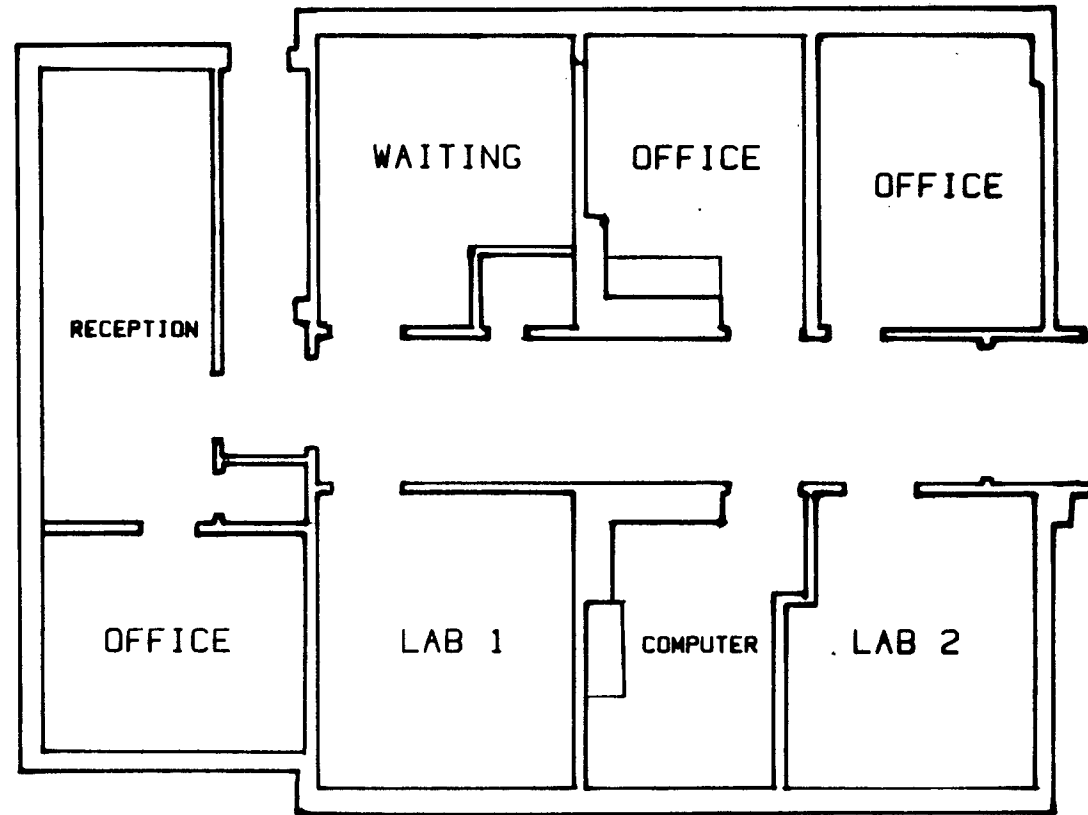 WAITING
OFFICE
OFFICE
RECEPTION
OFFICE
LAB 1
COMPUTER
LAB 2